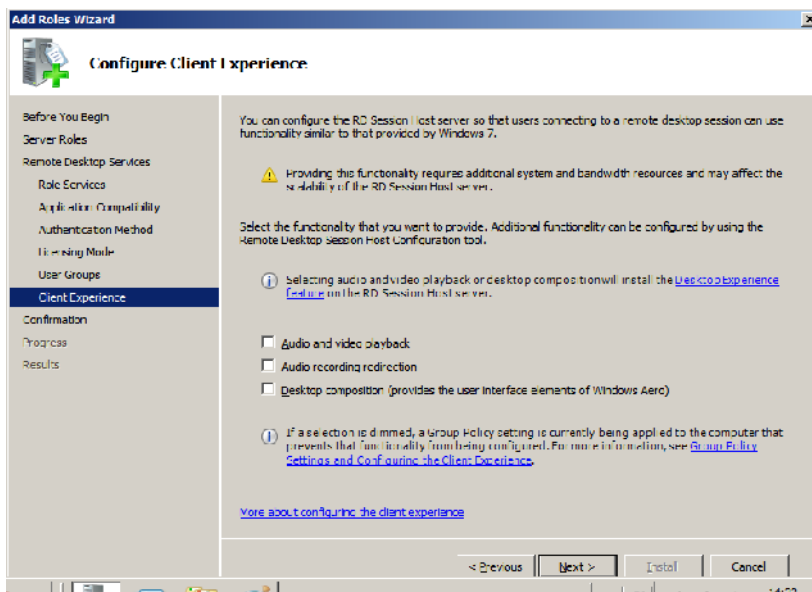 Add Roles Wizard
Configure Client Experience
Before You Begin
Server Roles
Remote Desktop Services
Role Services
Application Compatibility
Authentication Method
Licensing Mode
User Groups
Client Experience
Confirmation
Progress
Results
You can configure the RD Session Host server so that users connecting to a remote desktop session can use
functionality similar to that provided by Windows 7.
Providing this functionality requires additional system and bandwidth resources and may affect the
scalability of the RD Session Host server.
Select the functionality that you want to provide. Additional functionality can be configured by using the
Remote Desktop Session Host Configuration tool.
Selecting audio and video playback or desktop composition will install the Desktop Experience
feature on the RD Session Host server.
Audio and video playback
Audio recording redirection
Desktop composition (provides the user interface elements of Windows Aero)
If a selection is dimmed, a Group Policy setting is currently being applied to the computer that
prevents that functionality from being configured. For more information, see Group Policy
Settings and Configuring the Client Experience.
More about configuring the client experience
< Previous
Next >
Install
Cancel